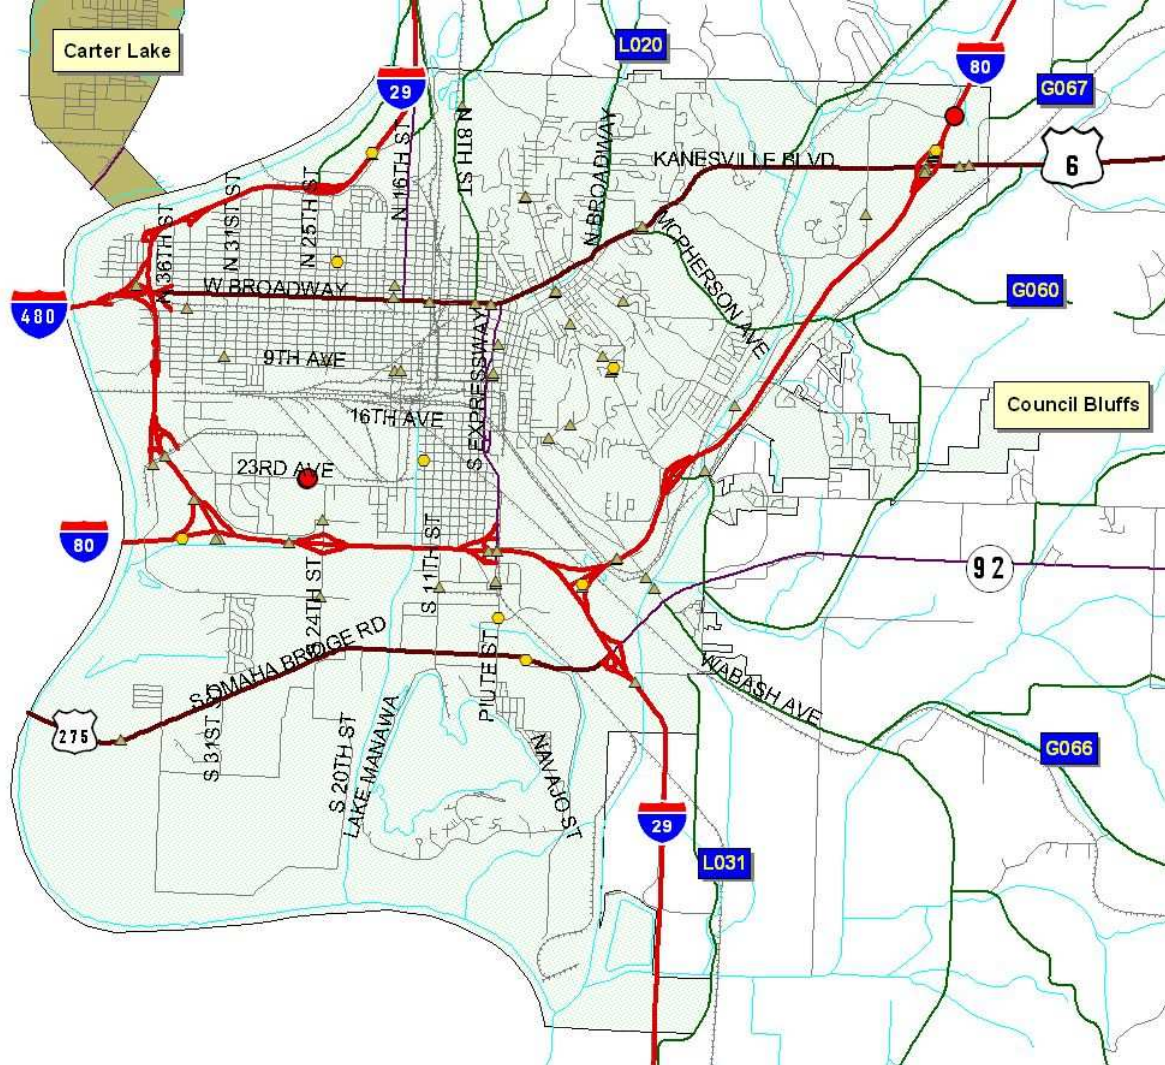 Carter Lake
L020
80
29
G067
N 8TH ST
N 16TH ST
N BROADWAY
KANESVILLE BLVD
6
N 25TH ST
N 31ST ST
N 36TH ST
MCPHERSON AVE
W BROADWAY
480
G060
9TH AVE
S EXPRESSWAY
16TH AVE
Council Bluffs
23RD AVE
80
S 11TH ST
92
S 24TH ST
S OMAHA BRIDGE RD
PIUTE ST
WABASH AVE
275
S 31ST S
S 20TH ST
LAKE MANAWA
NAVAJO ST
G066
29
L031